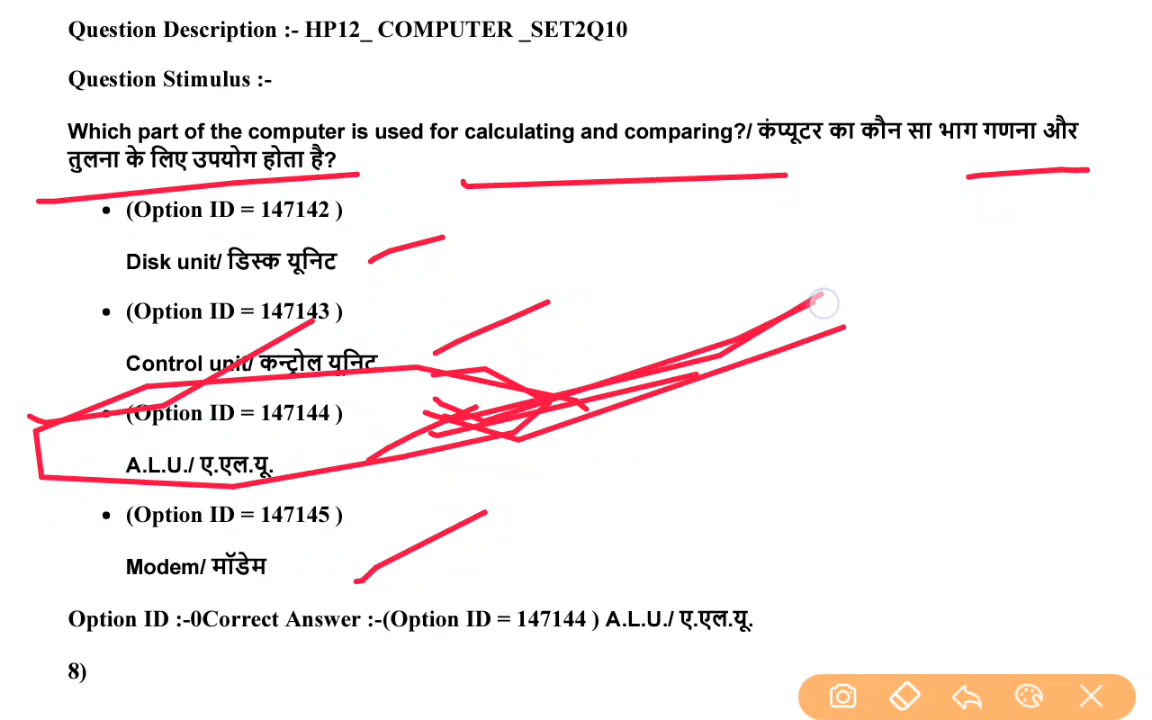 Question Description :- HP12_ COMPUTER _SET2Q10
Question Stimulus :-
Which part of the computer is used for calculating and comparing?/ कंप्यूटर का कौन सा भाग गणना और
तुलना के लिए उपयोग होता है?
• (Option ID = 147142 )
Disk unit/ डिस्क यूनिट
• (Option ID = 147143 )
Control unit/ कन्ट्रोल यूनिट
• (Option ID = 147144 )
A.L.U./ ए.एल.यू.
• (Option ID = 147145 )
Modem/ मॉडेम
Option ID :-0Correct Answer :-(Option ID = 147144 ) A.L.U./ ए.एल.यू.
8)